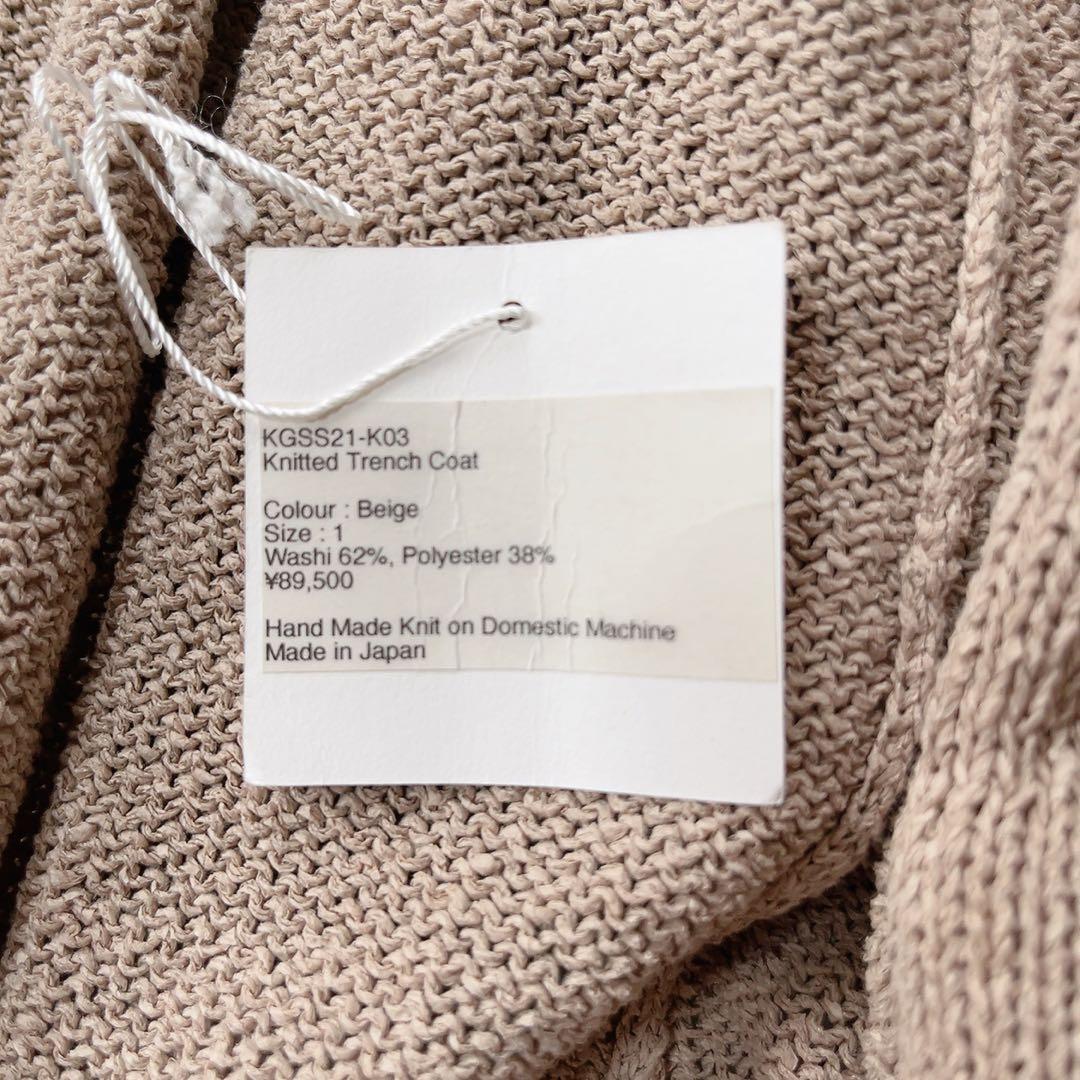 KGSS21-K03
Knitted Trench Coat
Colour : Beige
Size : 1
Washi 62%, Polyester 38%
¥89,500
Hand Made Knit on Domestic Machine
Made in Japan